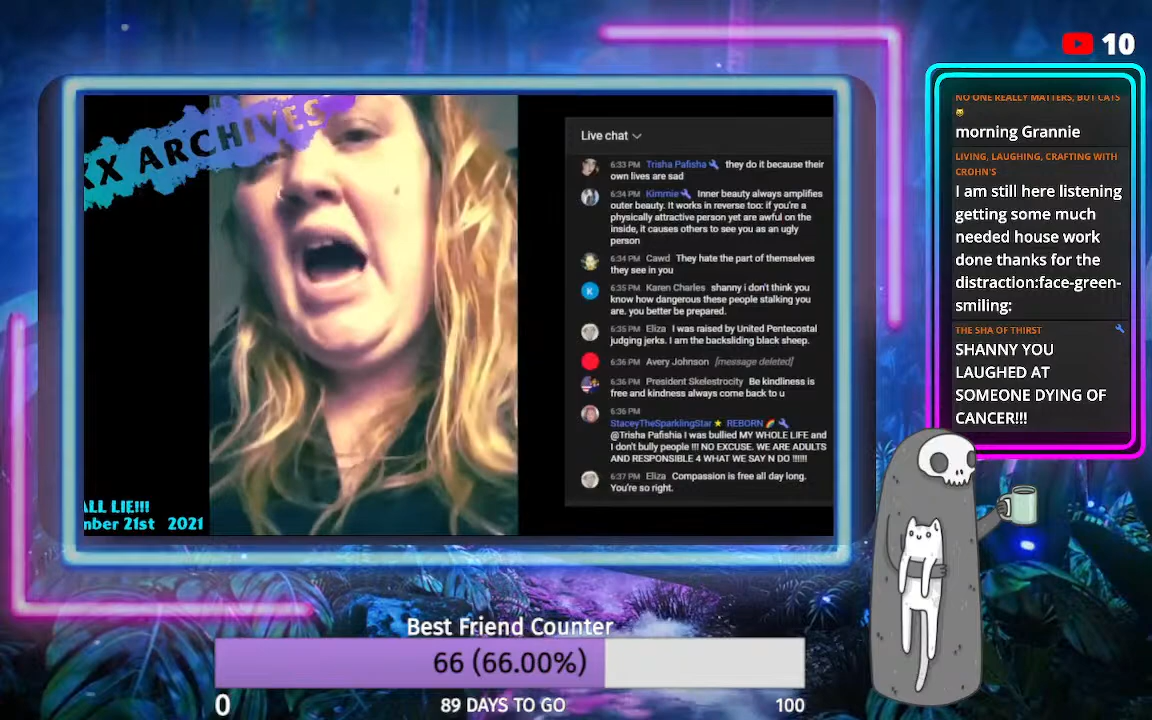 10
XX ARCHIVES
ALL LIE!!!
mber 21st 2021
Live chat
6:33 PM Trisha Pafisha they do it because their
own lives are sad
6:34 PM Kimmie Inner beauty always amplifies
outer beauty. It works in reverse too: if you're a
physically attractive person yet are awful on the
inside, it causes others to see you as an ugly
person
6:34 PM Cawd They hate the part of themselves
they see in you
K
6:35 PM Karen Charles shanny i don't think you
know how dangerous these people stalking you
are. you better be prepared.
6:35 PM Eliza I was raised by United Pentecostal
judging jerks. I am the backsliding black sheep.
6:36 PM Avery Johnson [message deleted]
6:36 PM President Skelestrocity Be kindliness is
free and kindness always come back to u
6:36 PM
StaceyTheSparklingStar ⭐ REBORN 🌈
@Trisha Pafishia I was bullied MY WHOLE LIFE and
I don't bully people !!! NO EXCUSE. WE ARE ADULTS
AND RESPONSIBLE 4 WHAT WE SAY N DO !!!!!!
6:37 PM Eliza Compassion is free all day long.
You're so right.
NO ONE REALLY MATTERS, BUT CATS
morning Grannie
LIVING, LAUGHING, CRAFTING WITH
CROHN'S
I am still here listening
getting some much
needed house work
done thanks for the
distraction:face-green-
smiling:
THE SHA OF THIRST
SHANNY YOU
LAUGHED AT
SOMEONE DYING OF
CANCER!!!
Best Friend Counter
66 (66.00%)
0 89 DAYS TO GO 100